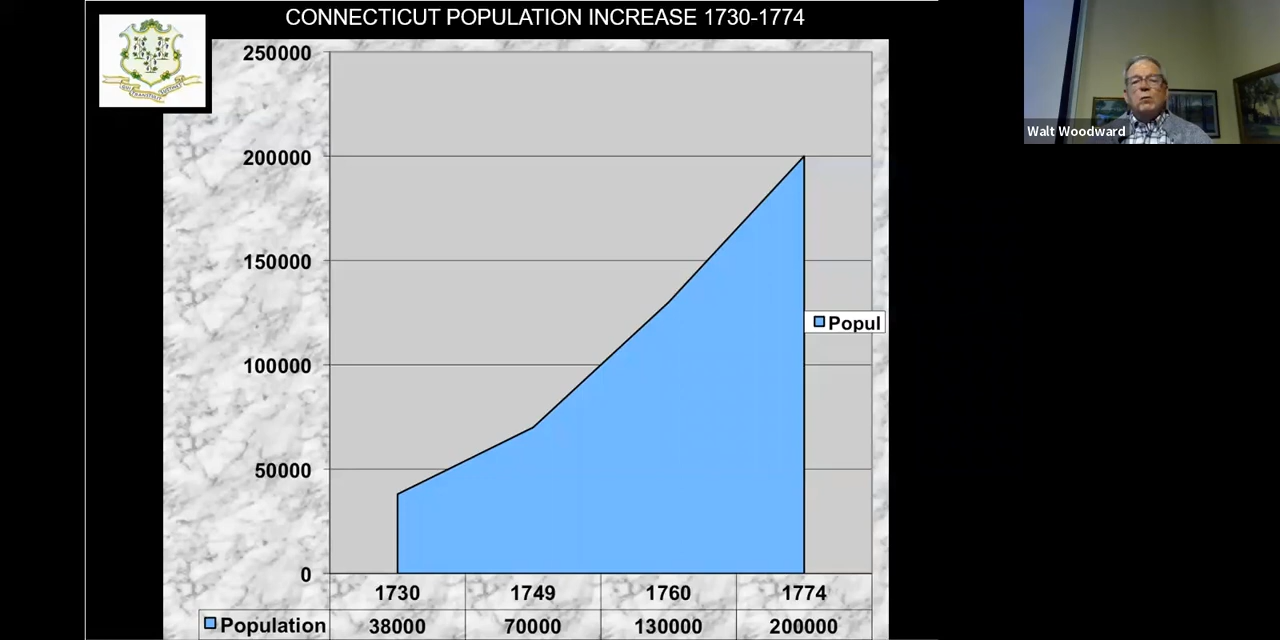 CONNECTICUT POPULATION INCREASE 1730-1774
250000
200000
150000
100000
50000
0
Popul
1730 1749 1760 1774
Population 38000 70000 130000 200000
Walt Woodward